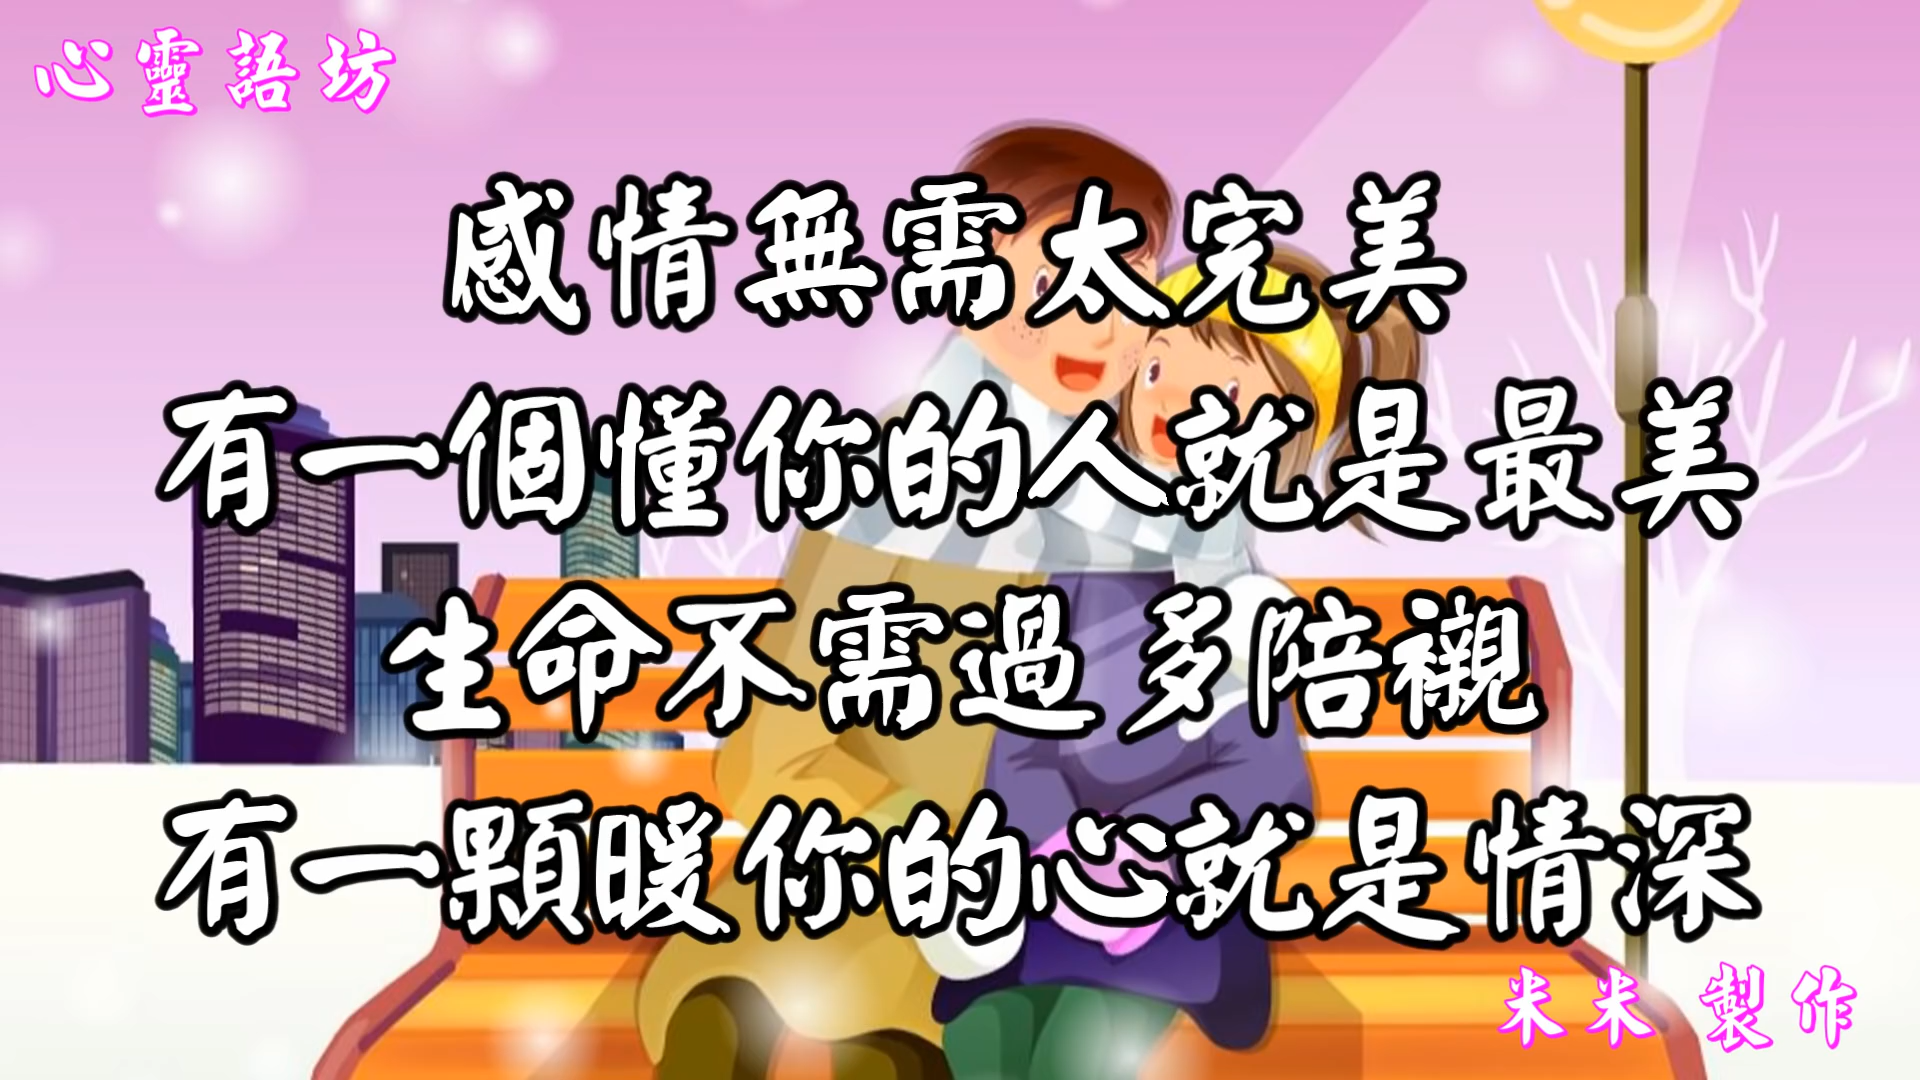 心靈語坊
感情無需太完美
有一個懂你的人就是最美
生命不需過多陪襯
有一顆暖你的心就是情深
米米 製作